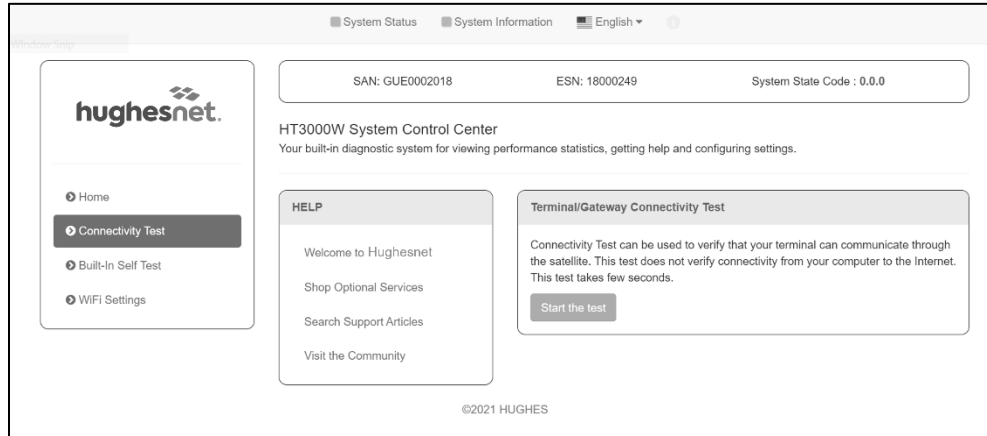 System Status System Information English
Window Snip
hughesnet.
SAN: GUE0002018 ESN: 18000249 System State Code : 0.0.0
HT3000W System Control Center
Your built-in diagnostic system for viewing performance statistics, getting help and configuring settings.
Home
Connectivity Test
Built-In Self Test
WiFi Settings
HELP
Welcome to Hughesnet
Shop Optional Services
Search Support Articles
Visit the Community
Terminal/Gateway Connectivity Test
Connectivity Test can be used to verify that your terminal can communicate through
the satellite. This test does not verify connectivity from your computer to the Internet.
This test takes few seconds.
Start the test
©2021 HUGHES